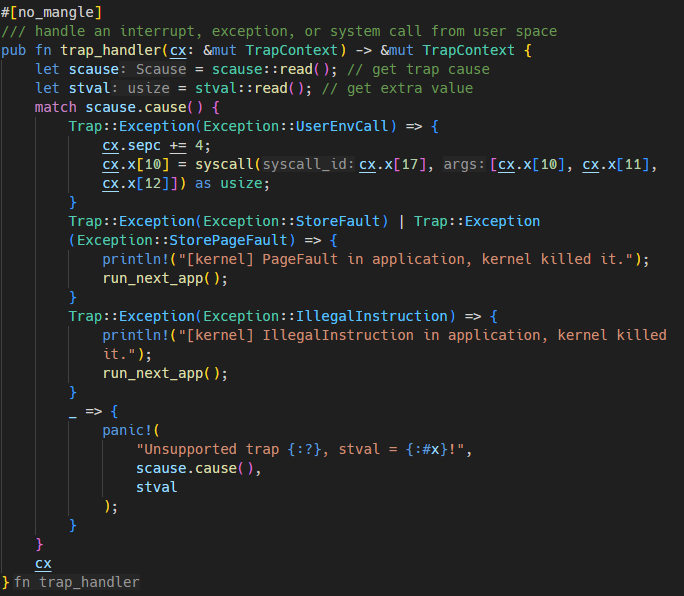 #[no_mangle]
/// handle an interrupt, exception, or system call from user space
pub fn trap_handler(cx: &mut TrapContext) -> &mut TrapContext {
    let scause: Scause = scause::read(); // get trap cause
    let stval: usize = stval::read(); // get extra value
    match scause.cause() {
        Trap::Exception(Exception::UserEnvCall) => {
            cx.sepc += 4;
            cx.x[10] = syscall(syscall_id: cx.x[17], args: [cx.x[10], cx.x[11],
            cx.x[12]]) as usize;
        }
        Trap::Exception(Exception::StoreFault) | Trap::Exception
        (Exception::StorePageFault) => {
            println!("[kernel] PageFault in application, kernel killed it.");
            run_next_app();
        }
        Trap::Exception(Exception::IllegalInstruction) => {
            println!("[kernel] IllegalInstruction in application, kernel killed
            it.");
            run_next_app();
        }
        _ => {
            panic!(
                "Unsupported trap {:?}, stval = {:#x}!",
                scause.cause(),
                stval
            );
        }
    }
    cx
} fn trap_handler